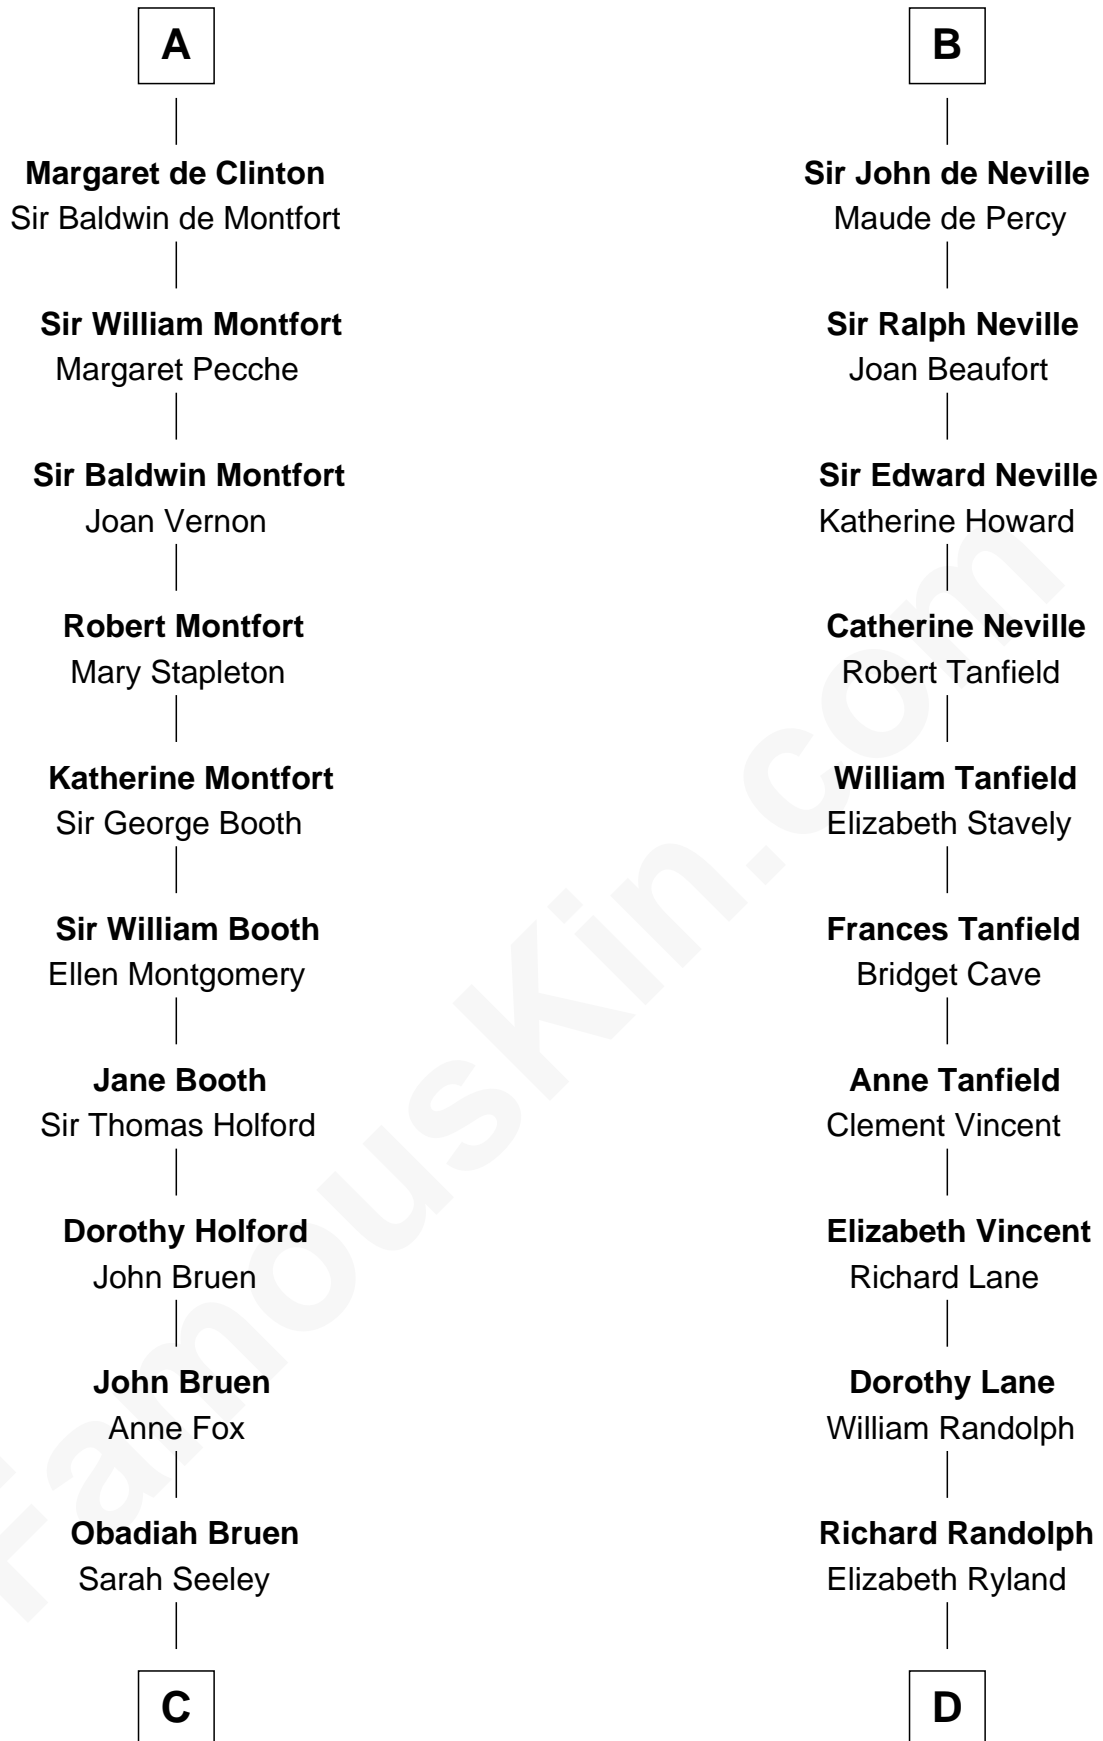 A
Margaret de Clinton
Sir Baldwin de Montfort
Sir William Montfort
Margaret Pecche
Sir Baldwin Montfort
Joan Vernon
Robert Montfort
Mary Stapleton
Katherine Montfort
Sir George Booth
Sir William Booth
Ellen Montgomery
Jane Booth
Sir Thomas Holford
Dorothy Holford
John Bruen
John Bruen
Anne Fox
Obadiah Bruen
Sarah Seeley
C
B
Sir John de Neville
Maude de Percy
Sir Ralph Neville
Joan Beaufort
Sir Edward Neville
Katherine Howard
Catherine Neville
Robert Tanfield
William Tanfield
Elizabeth Stavely
Frances Tanfield
Bridget Cave
Anne Tanfield
Clement Vincent
Elizabeth Vincent
Richard Lane
Dorothy Lane
William Randolph
Richard Randolph
Elizabeth Ryland
D
FamousKin.com